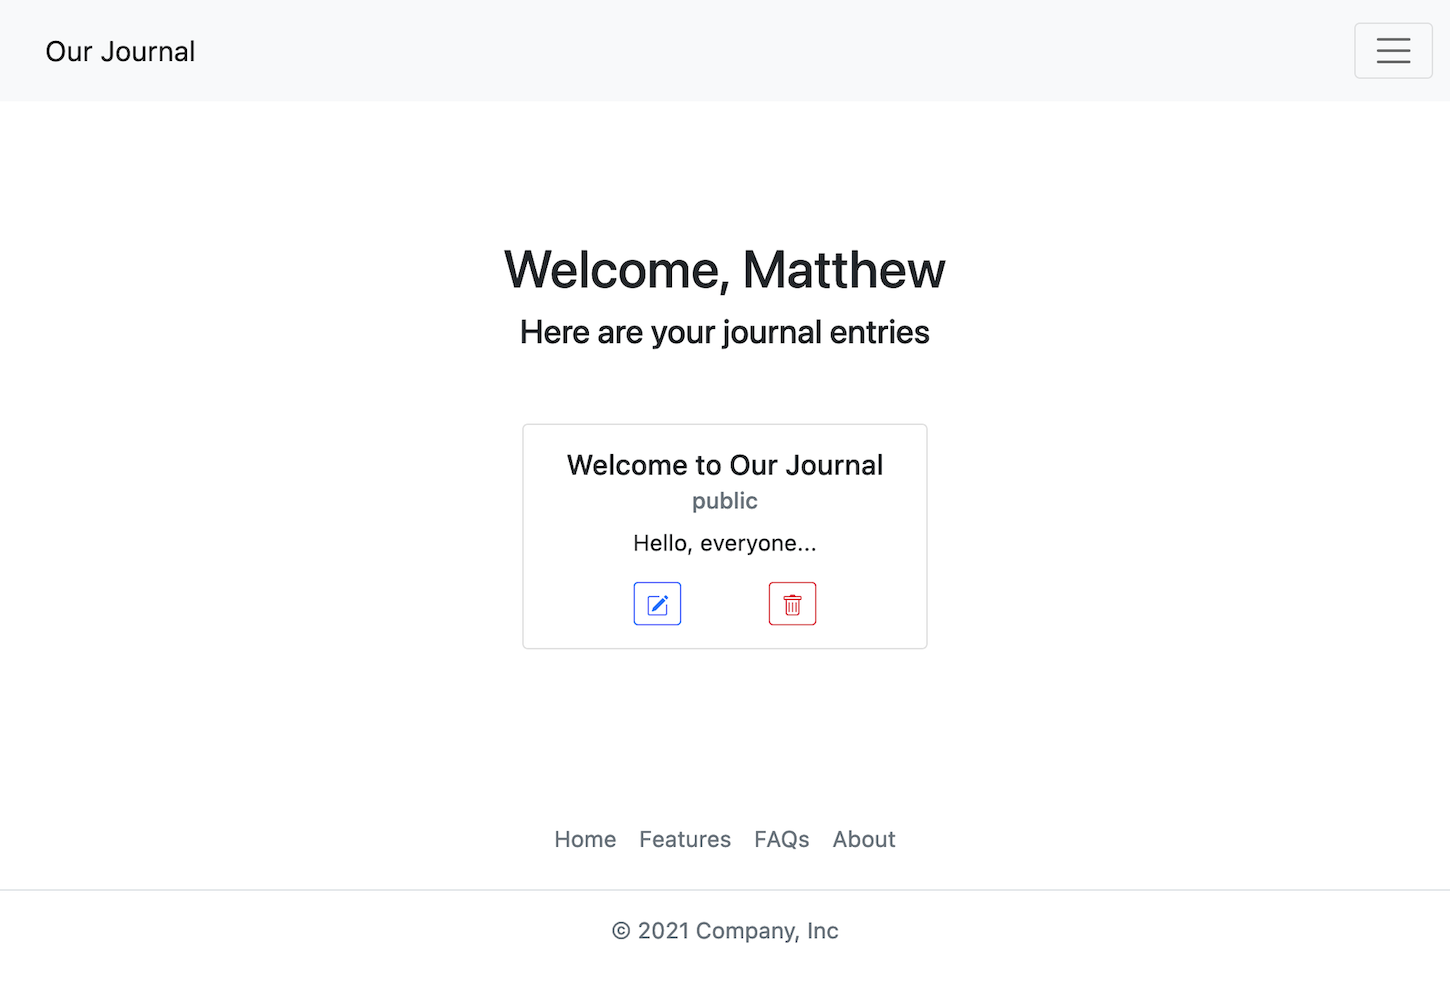 Our Journal
Welcome, Matthew
Here are your journal entries
Welcome to Our Journal
public
Hello, everyone...
Home Features FAQs About
© 2021 Company, Inc